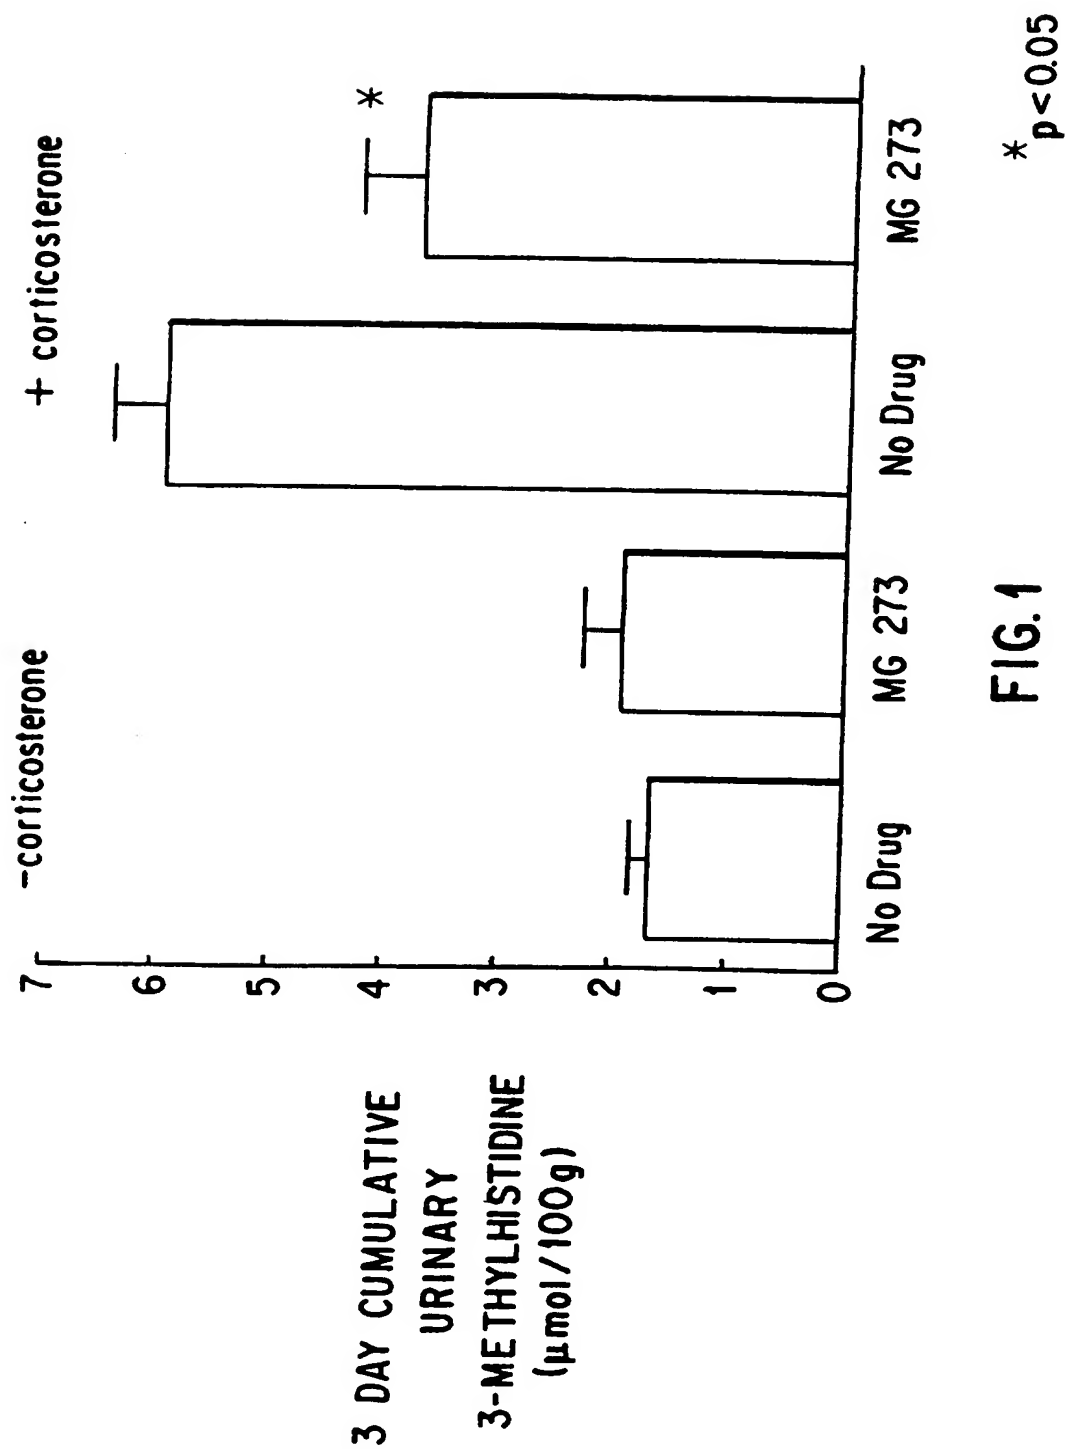 -corticosterone
+ corticosterone
3 DAY CUMULATIVE
URINARY
3-METHYLHISTIDINE
(μmol/100g)
7
6
5
4
3
2
1
0
*
No Drug
MG 273
No Drug
MG 273
* p<0.05
FIG. 1